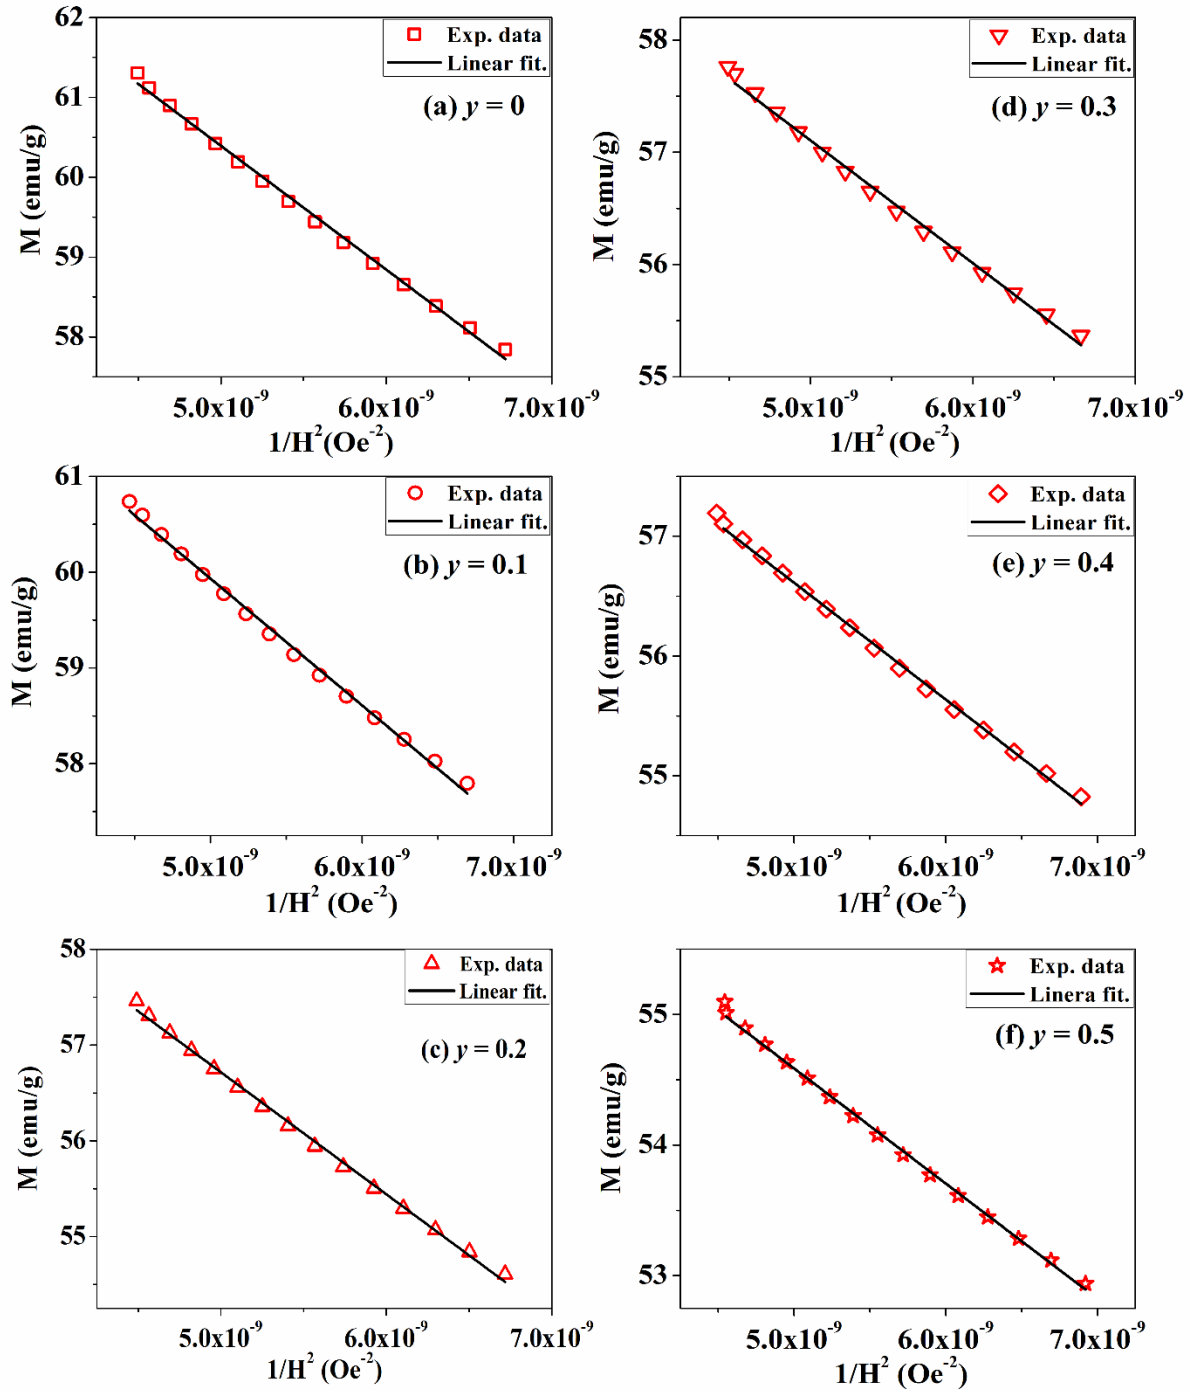 62
61
60
59
58
M (emu/g)
Exp. data
Linear fit.
(a) y = 0
5.0x10⁻⁹ 6.0x10⁻⁹ 7.0x10⁻⁹
1/H²(Oe⁻²)
58
57
56
55
M (emu/g)
Exp. data
Linear fit.
(d) y = 0.3
5.0x10⁻⁹ 6.0x10⁻⁹ 7.0x10⁻⁹
1/H²(Oe⁻²)
61
60
59
58
M (emu/g)
Exp. data
Linear fit.
(b) y = 0.1
5.0x10⁻⁹ 6.0x10⁻⁹ 7.0x10⁻⁹
1/H² (Oe⁻²)
57
56
55
M (emu/g)
Exp. data
Linear fit.
(e) y = 0.4
5.0x10⁻⁹ 6.0x10⁻⁹ 7.0x10⁻⁹
1/H² (Oe⁻²)
58
57
56
55
M (emu/g)
Exp. data
Linear fit.
(c) y = 0.2
5.0x10⁻⁹ 6.0x10⁻⁹ 7.0x10⁻⁹
1/H² (Oe⁻²)
55
54
53
M (emu/g)
Exp. data
Linera fit.
(f) y = 0.5
5.0x10⁻⁹ 6.0x10⁻⁹ 7.0x10⁻⁹
1/H² (Oe⁻²)